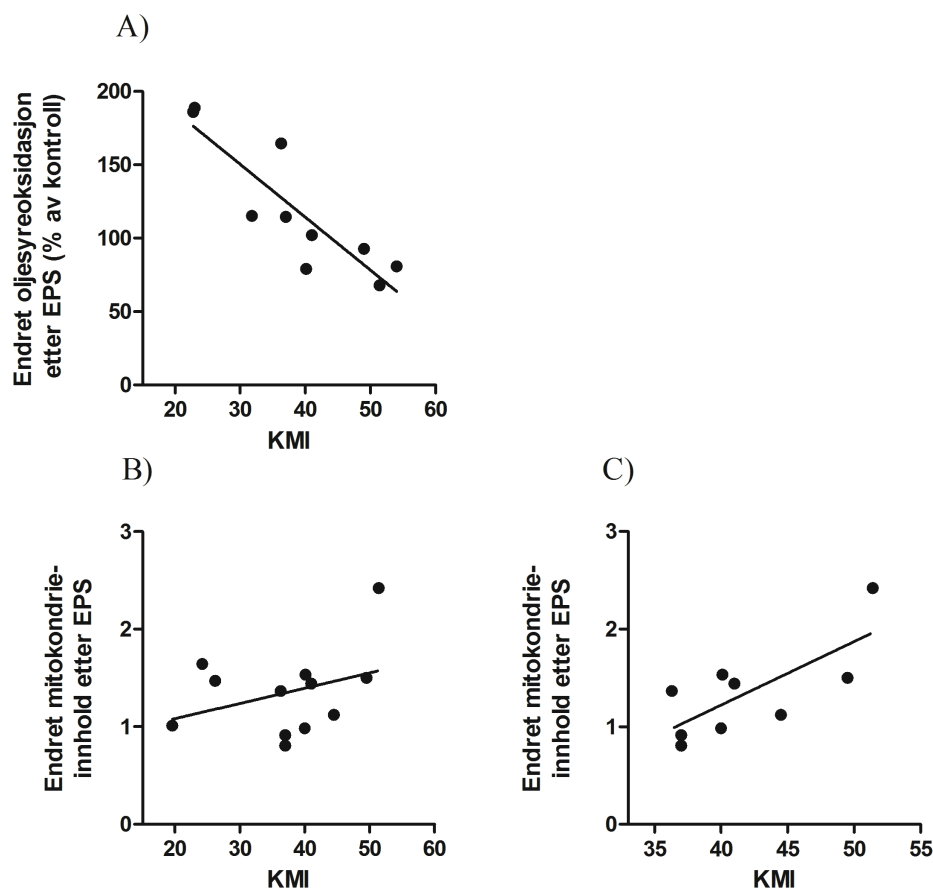 A)
Endret oljesyreoksidasjon
etter EPS (% av kontroll)
200
150
100
50
0
20 30 40 50 60
KMI
B)
Endret mitokondrie-
innhold etter EPS
3
2
1
0
20 30 40 50 60
KMI
C)
Endret mitokondrie-
innhold etter EPS
3
2
1
0
35 40 45 50 55
KMI